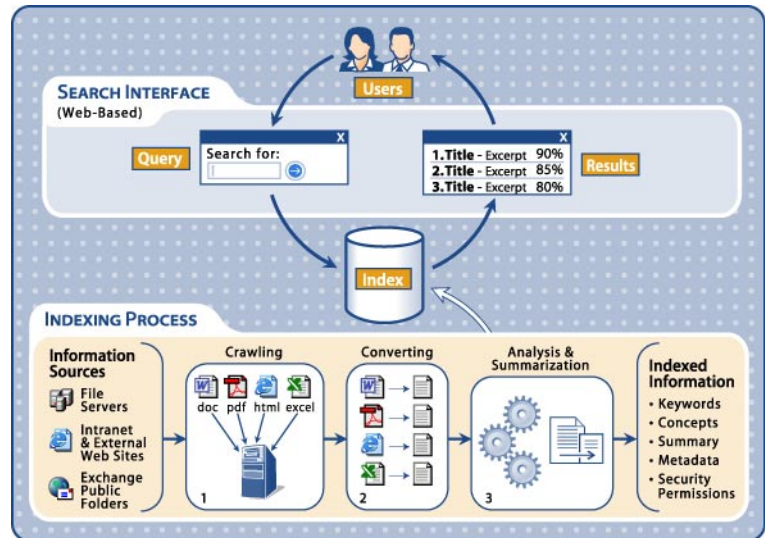 Users
SEARCH INTERFACE
(Web-Based)
Query
X
Search for:
X
1.Title - Excerpt 90%
2.Title - Excerpt 85%
3.Title - Excerpt 80%
Results
Index
INDEXING PROCESS
Information
Sources
File
Servers
Intranet
& External
Web Sites
Exchange
Public
Folders
Crawling
doc pdf html excel
1
Converting
2
Analysis &
Summarization
3
Indexed
Information
• Keywords
• Concepts
• Summary
• Metadata
• Security
Permissions